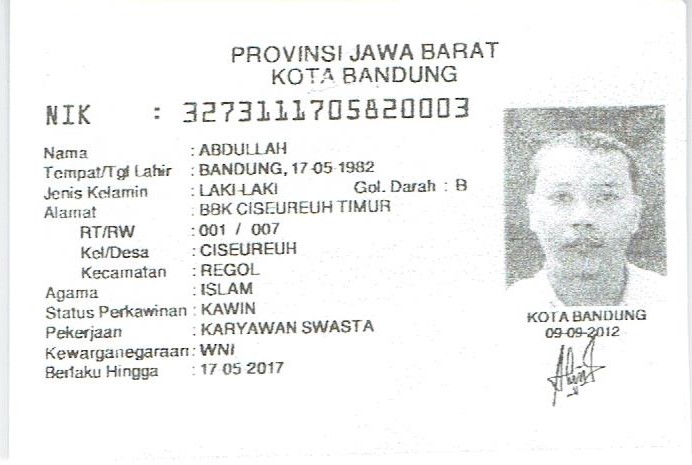 PROVINSI JAWA BARAT
KOTA BANDUNG
NIK : 3273111705820003
Nama : ABDULLAH
Tempat/Tgl Lahir : BANDUNG, 17-05-1982
Jenis Kelamin : LAKI-LAKI Gol. Darah : B
Alamat : BBK CISEUREUH TIMUR
RT/RW : 001 / 007
Kel/Desa : CISEUREUH
Kecamatan : REGOL
Agama : ISLAM
Status Perkawinan : KAWIN
Pekerjaan : KARYAWAN SWASTA
Kewarganegaraan : WNI
Berlaku Hingga : 17-05-2017
KOTA BANDUNG
09-09-2012